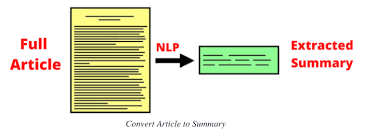 Full
Article
NLP
Extracted
Summary
Convert Article to Summary